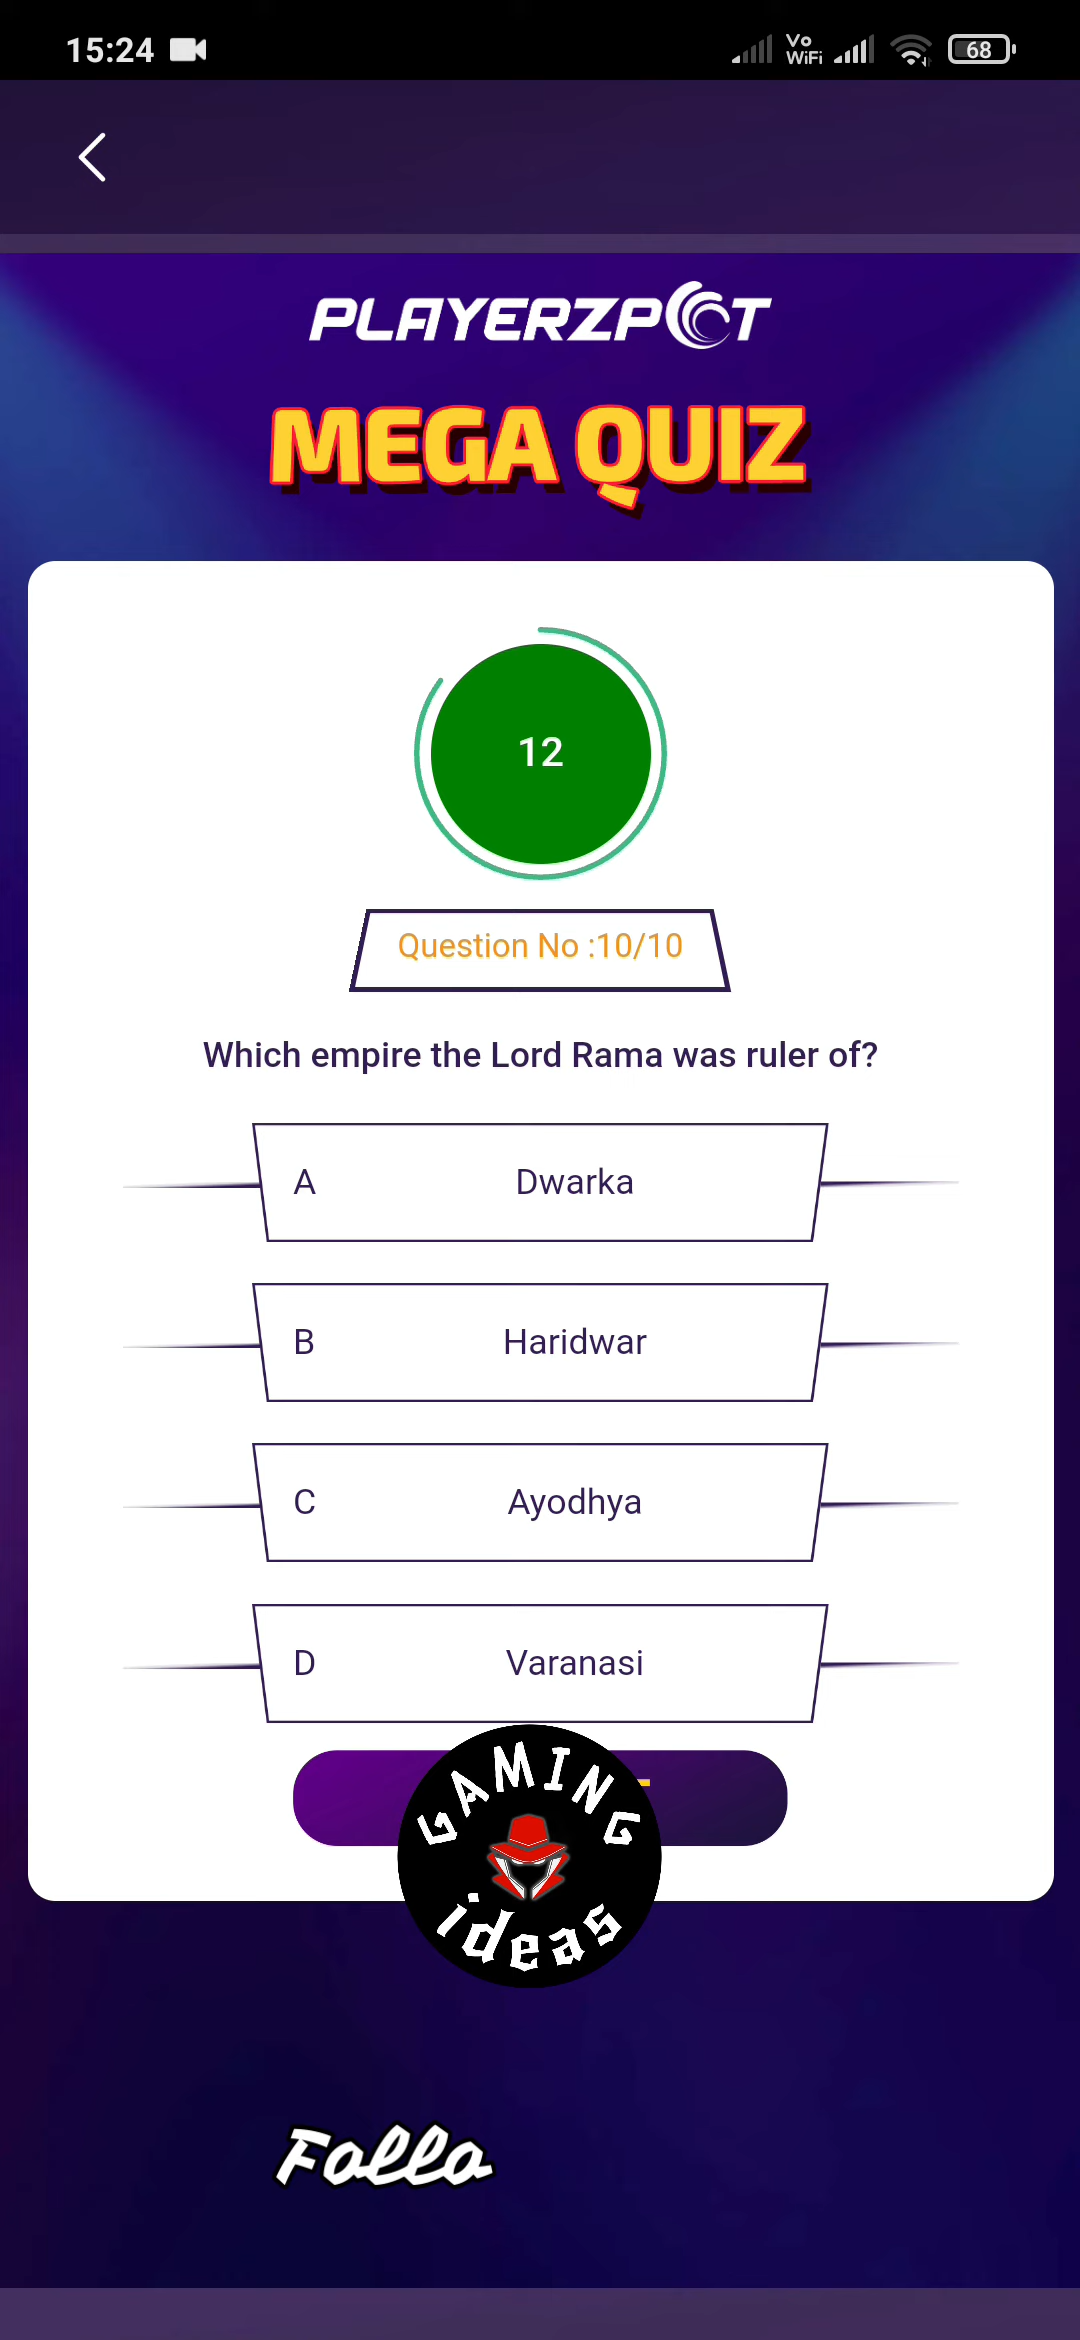 15:24
Vo
WiFi
68
PLAYERZPOT
MEGA QUIZ
12
Question No :10/10
Which empire the Lord Rama was ruler of?
A Dwarka
B Haridwar
C Ayodhya
D Varanasi
GAMING
ideas
Follo